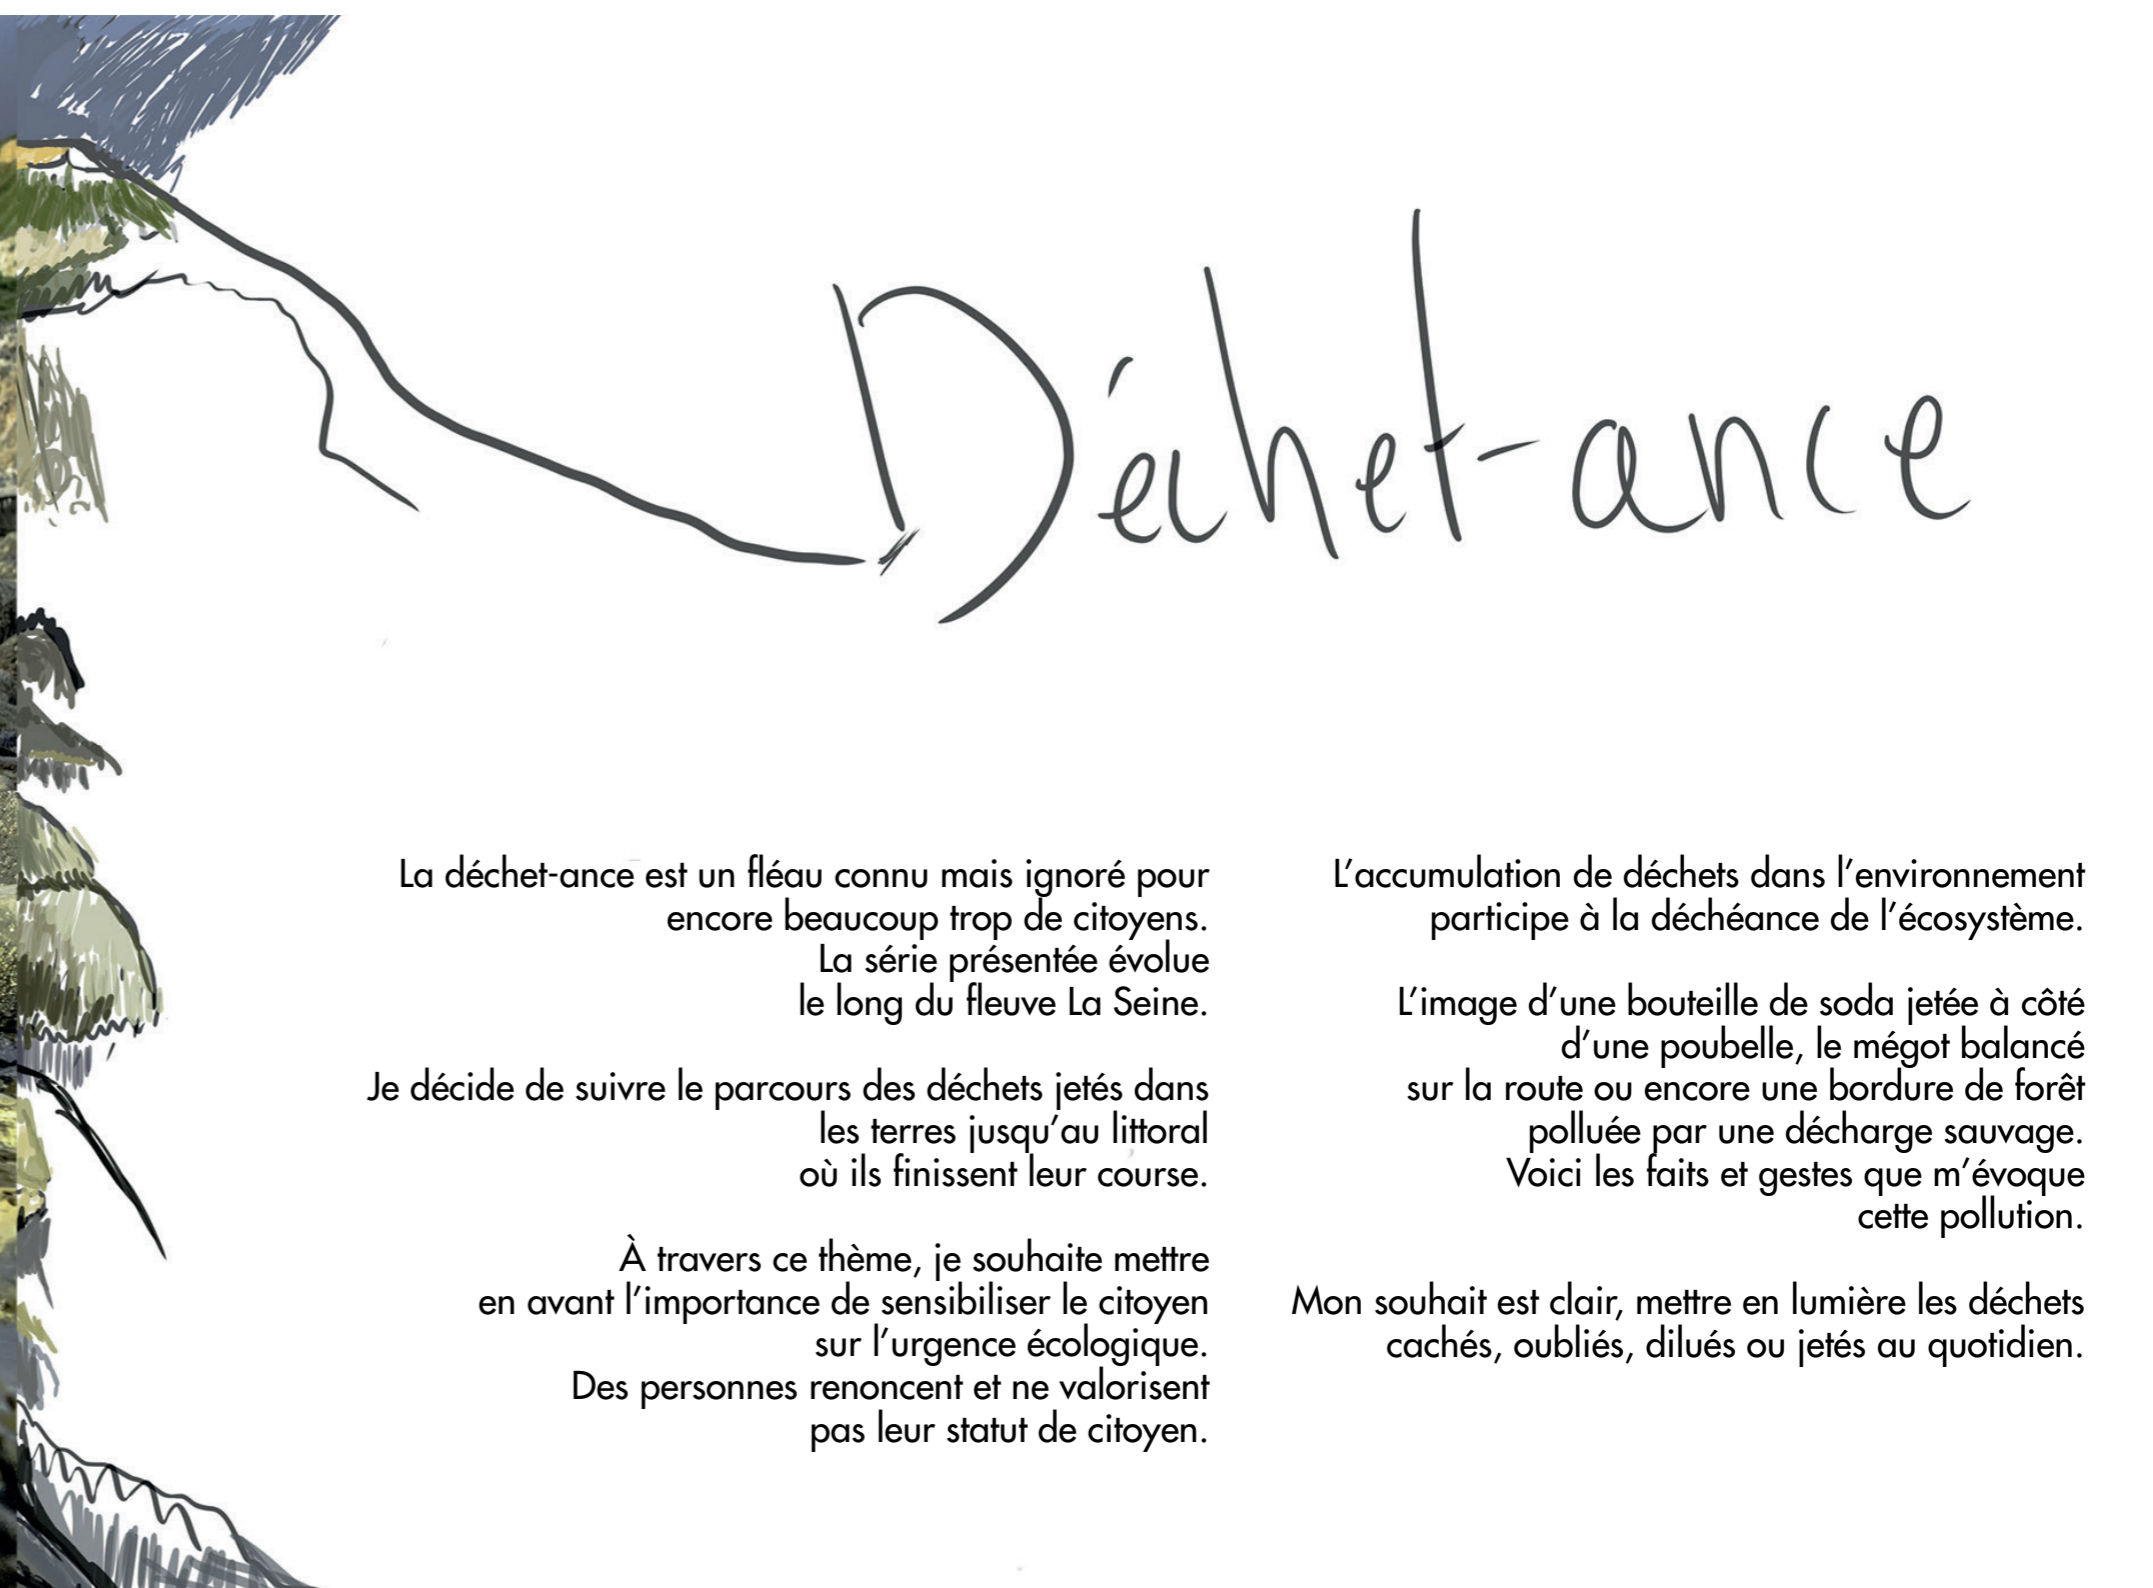 Déchet-ance
La déchet-ance est un fléau connu mais ignoré pour
encore beaucoup trop de citoyens.
La série présentée évolue
le long du fleuve La Seine.
Je décide de suivre le parcours des déchets jetés dans
les terres jusqu'au littoral
où ils finissent leur course.
À travers ce thème, je souhaite mettre
en avant l'importance de sensibiliser le citoyen
sur l'urgence écologique.
Des personnes renoncent et ne valorisent
pas leur statut de citoyen.
L'accumulation de déchets dans l'environnement
participe à la déchéance de l'écosystème.
L'image d'une bouteille de soda jetée à côté
d'une poubelle, le mégot balancé
sur la route ou encore une bordure de forêt
polluée par une décharge sauvage.
Voici les faits et gestes que m'évoque
cette pollution.
Mon souhait est clair, mettre en lumière les déchets
cachés, oubliés, dilués ou jetés au quotidien.